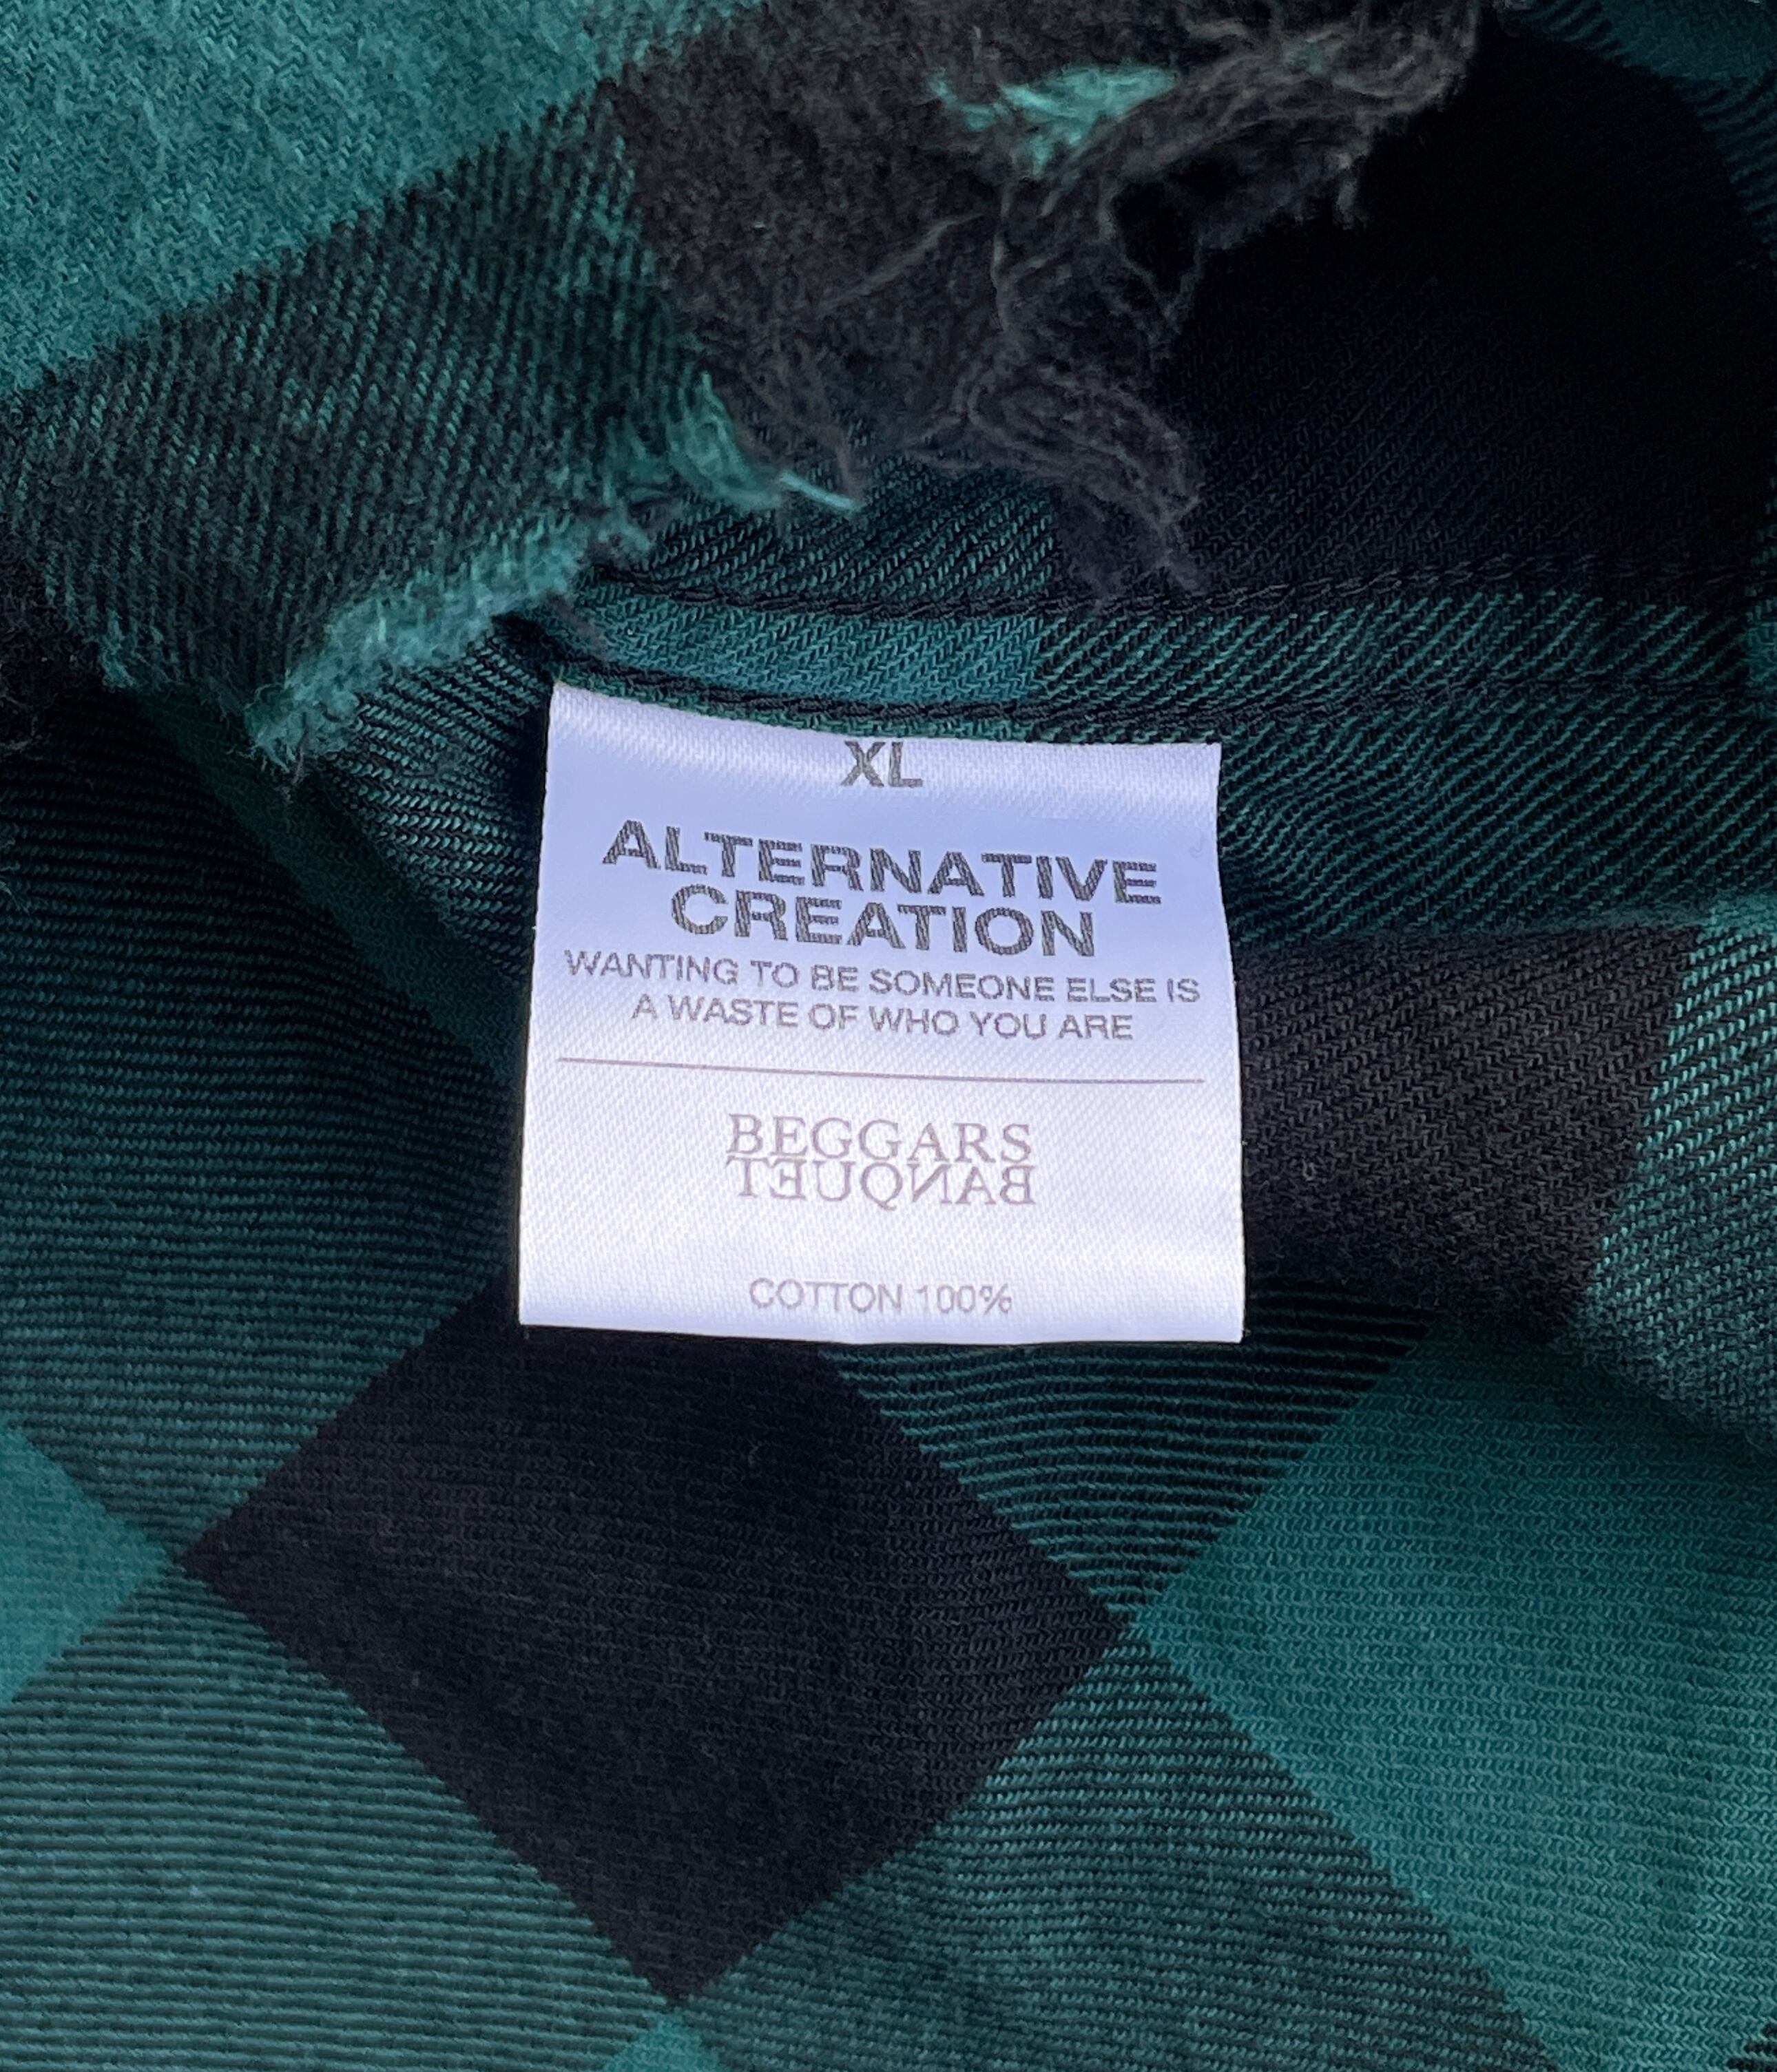 XL
ALTERNATIVE
CREATION
WANTING TO BE SOMEONE ELSE IS
A WASTE OF WHO YOU ARE
BEGGARS
BANQUET
COTTON 100%